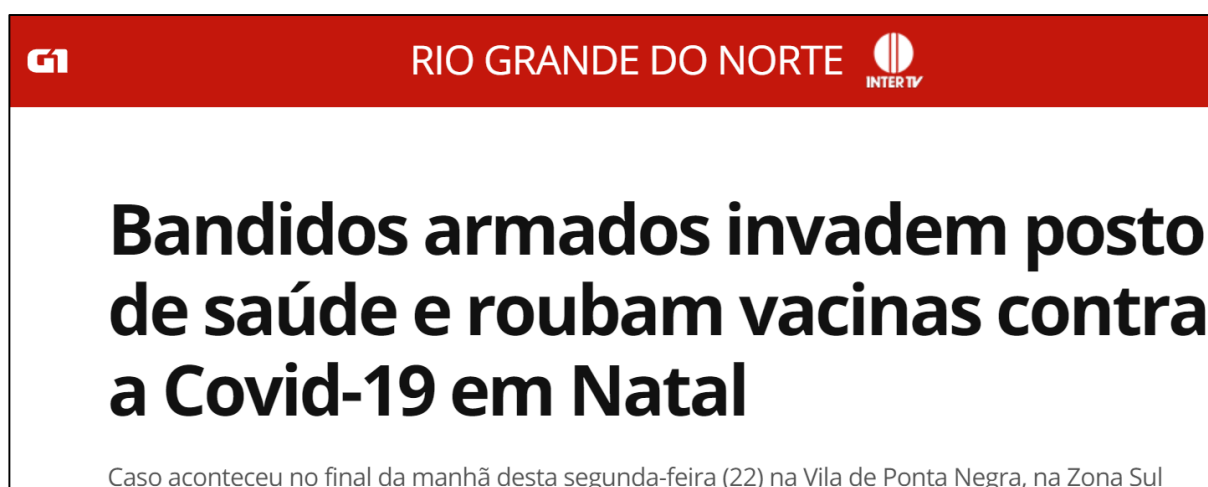 G1
RIO GRANDE DO NORTE
INTER TV
Bandidos armados invadem posto
de saúde e roubam vacinas contra
a Covid-19 em Natal
Caso aconteceu no final da manhã desta segunda-feira (22) na Vila de Ponta Negra, na Zona Sul